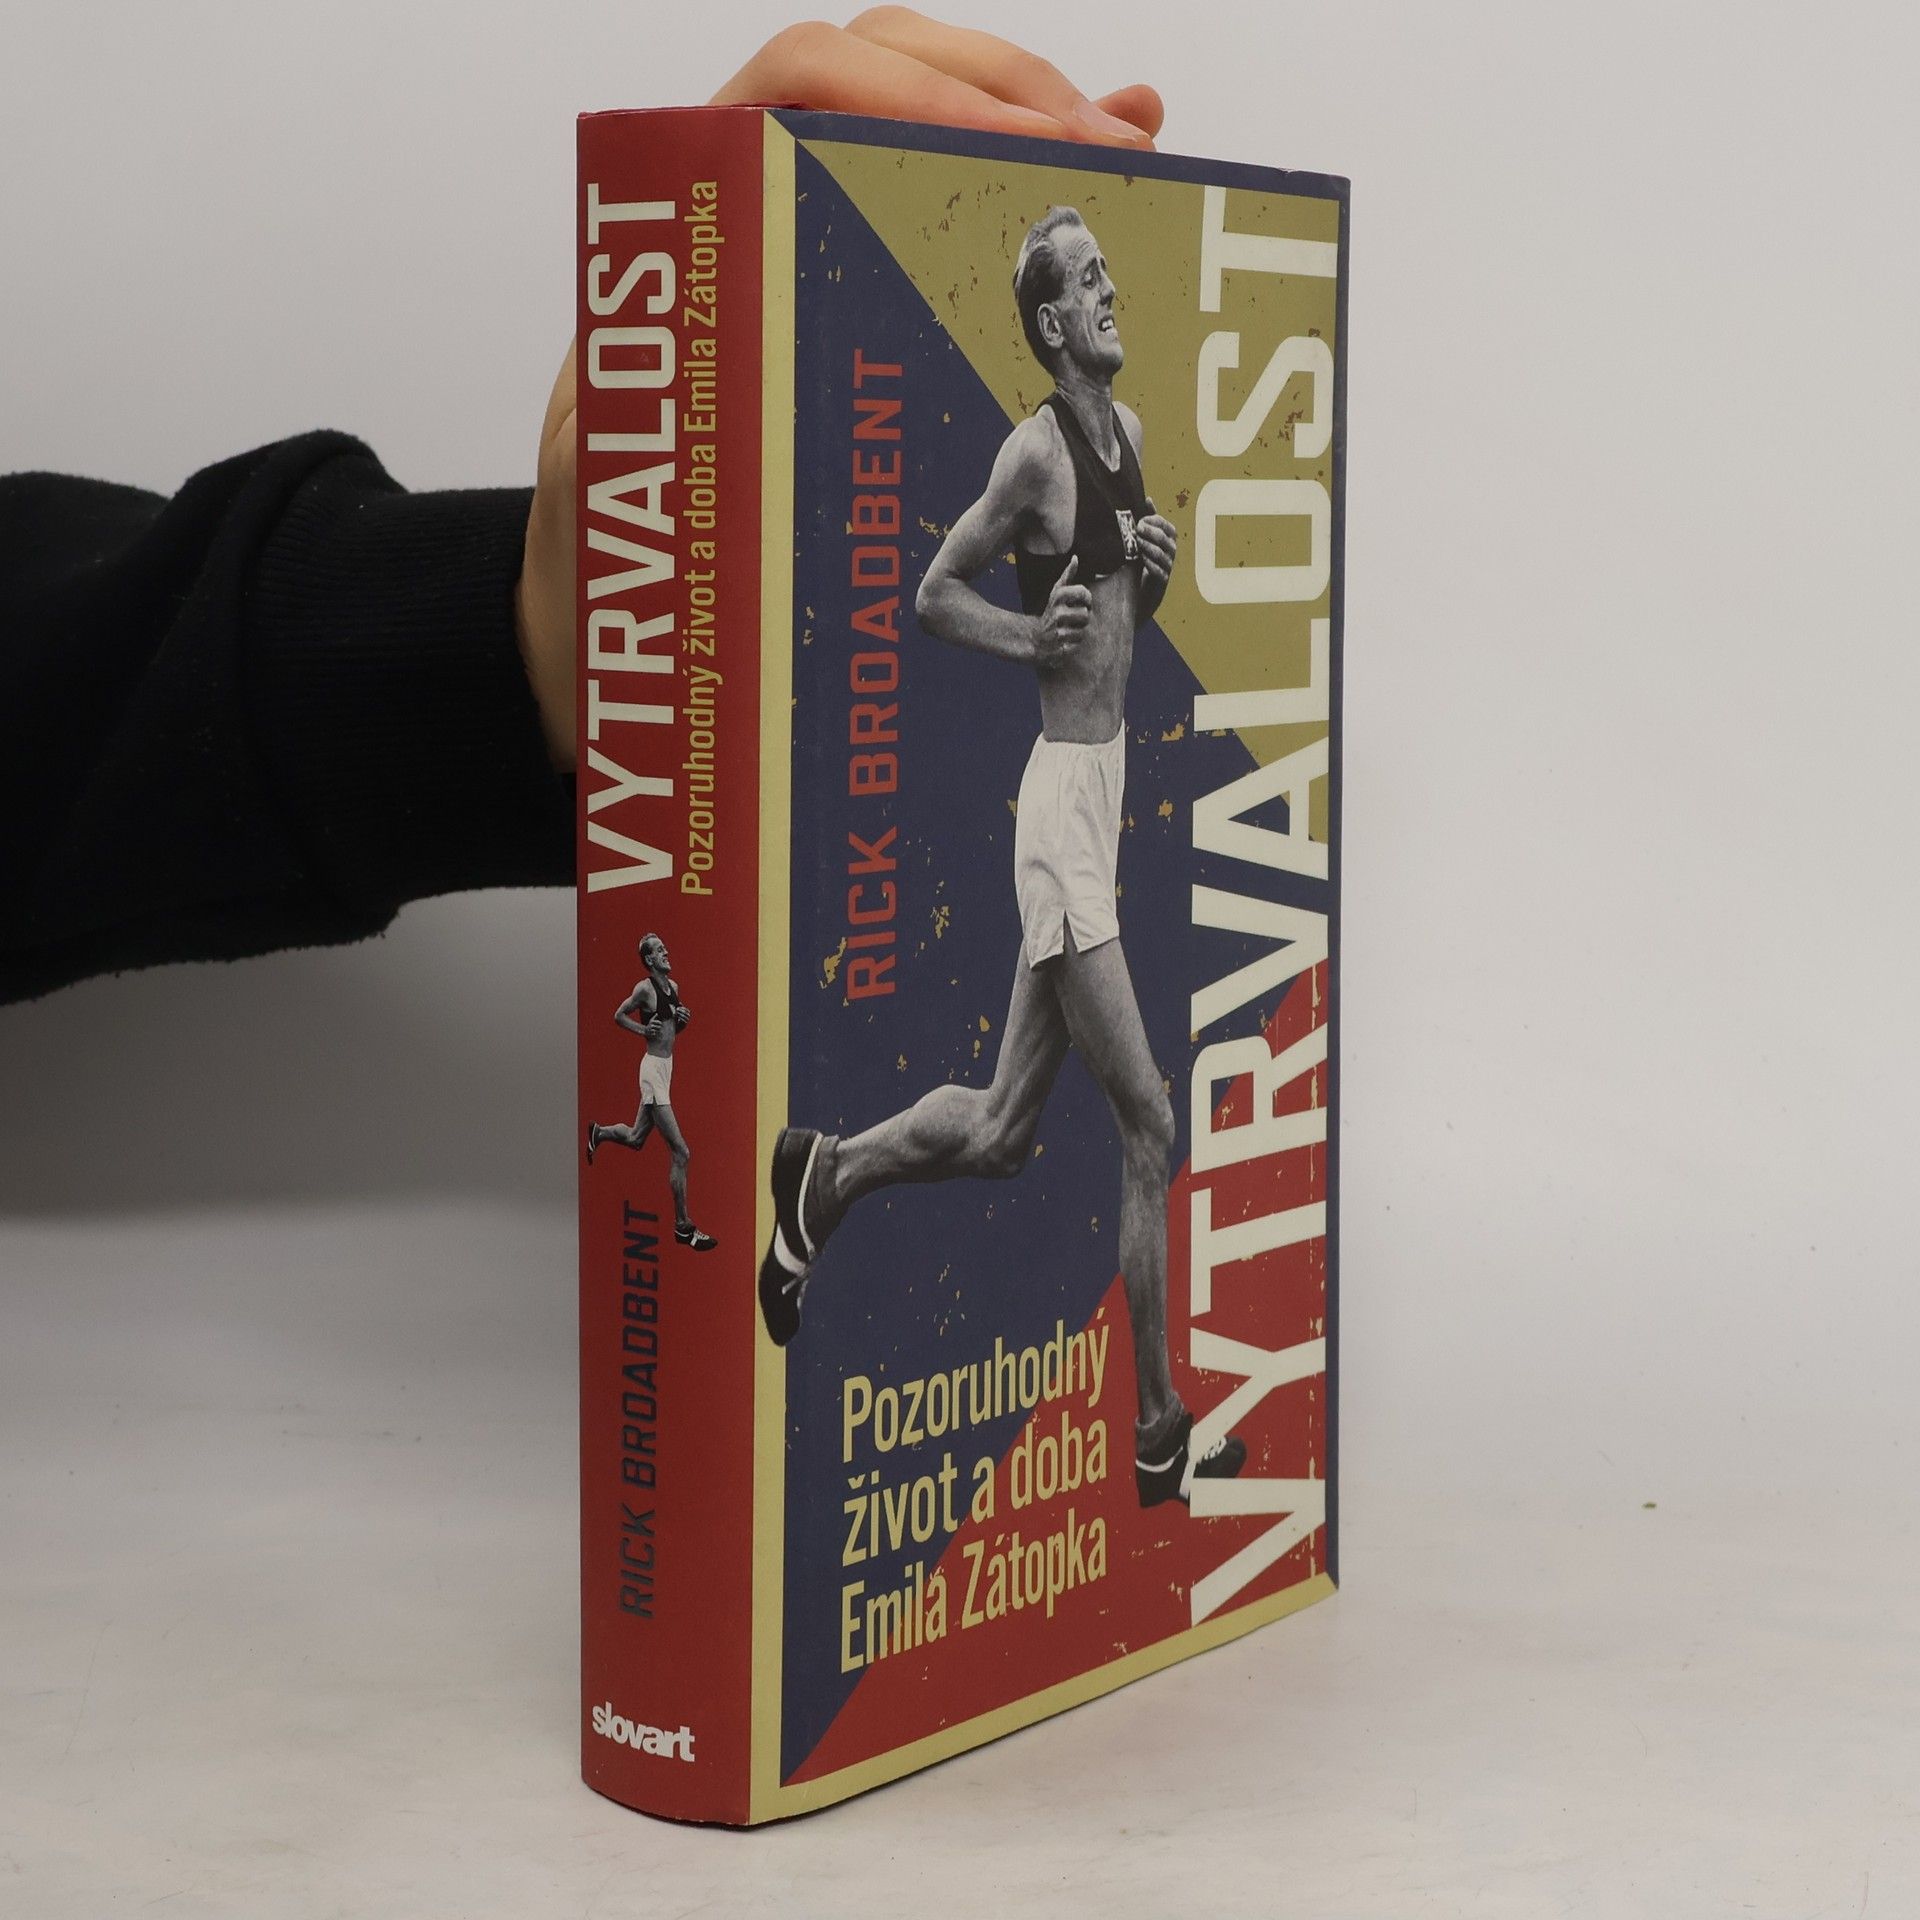 VYTRVALOST
Pozoruhodný život a doba Emila Zátopka
RICK BROADBENT
slovart
RICK BROADBENT
VYTRVALOST
Pozoruhodný
život a doba
Emila Zátopka